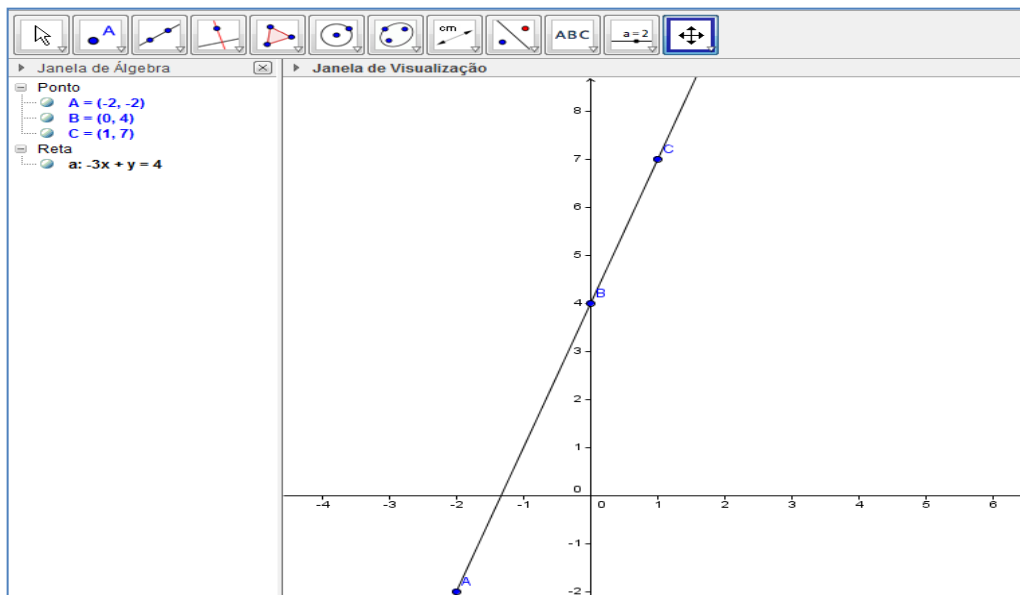 A
cm
ABC
a=2
Janela de Álgebra
Janela de Visualização
Ponto
A = (-2, -2)
B = (0, 4)
C = (1, 7)
Reta
a: -3x + y = 4
8
C
7
6
5
B
4
3
2
1
0
-4 -3 -2 -1 0 1 2 3 4 5 6
-1
A
-2